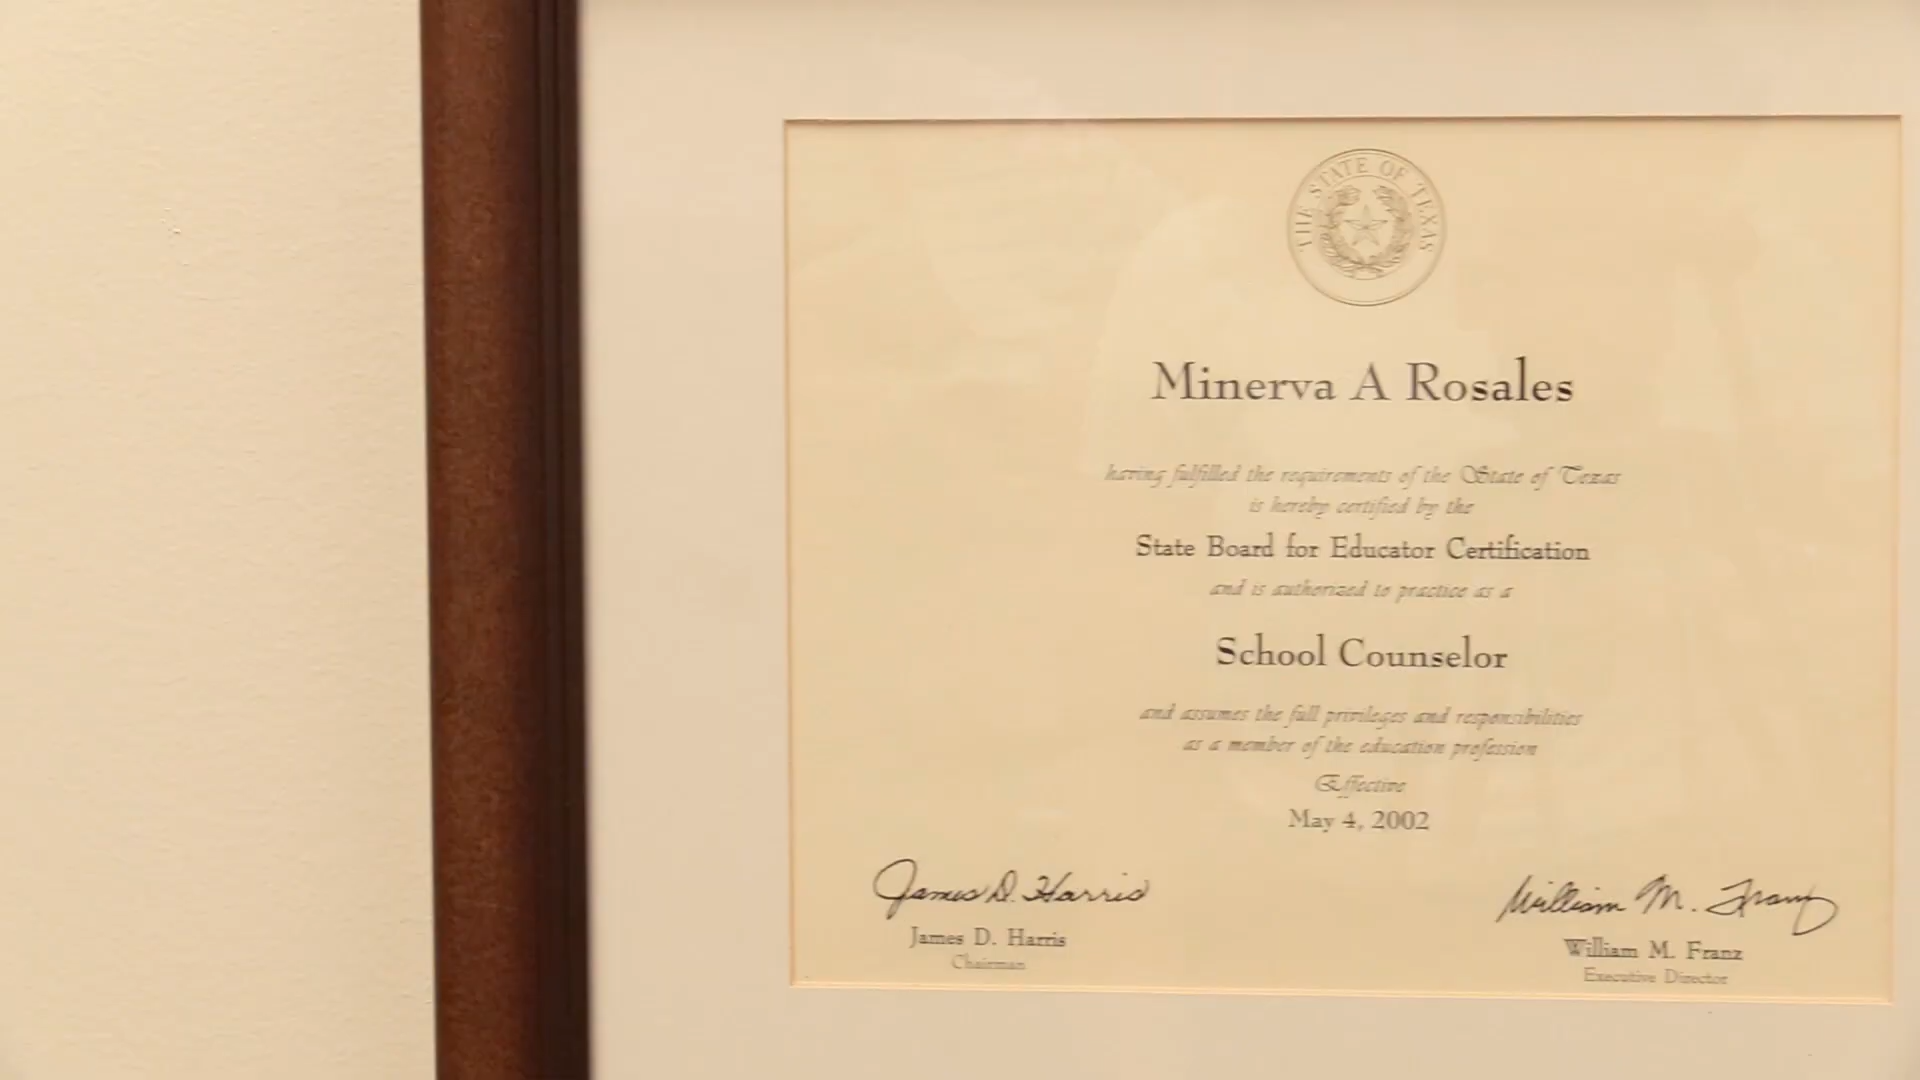 THE STATE OF TEXAS
Minerva A Rosales
having fulfilled the requirements of the State of Texas
is hereby certified by the
State Board for Educator Certification
and is authorized to practice as a
School Counselor
and assumes the full privileges and responsibilities
as a member of the education profession
Effective
May 4, 2002
James D. Harris
William M. Franz
James D. Harris
William M. Franz
Chairman
Executive Director